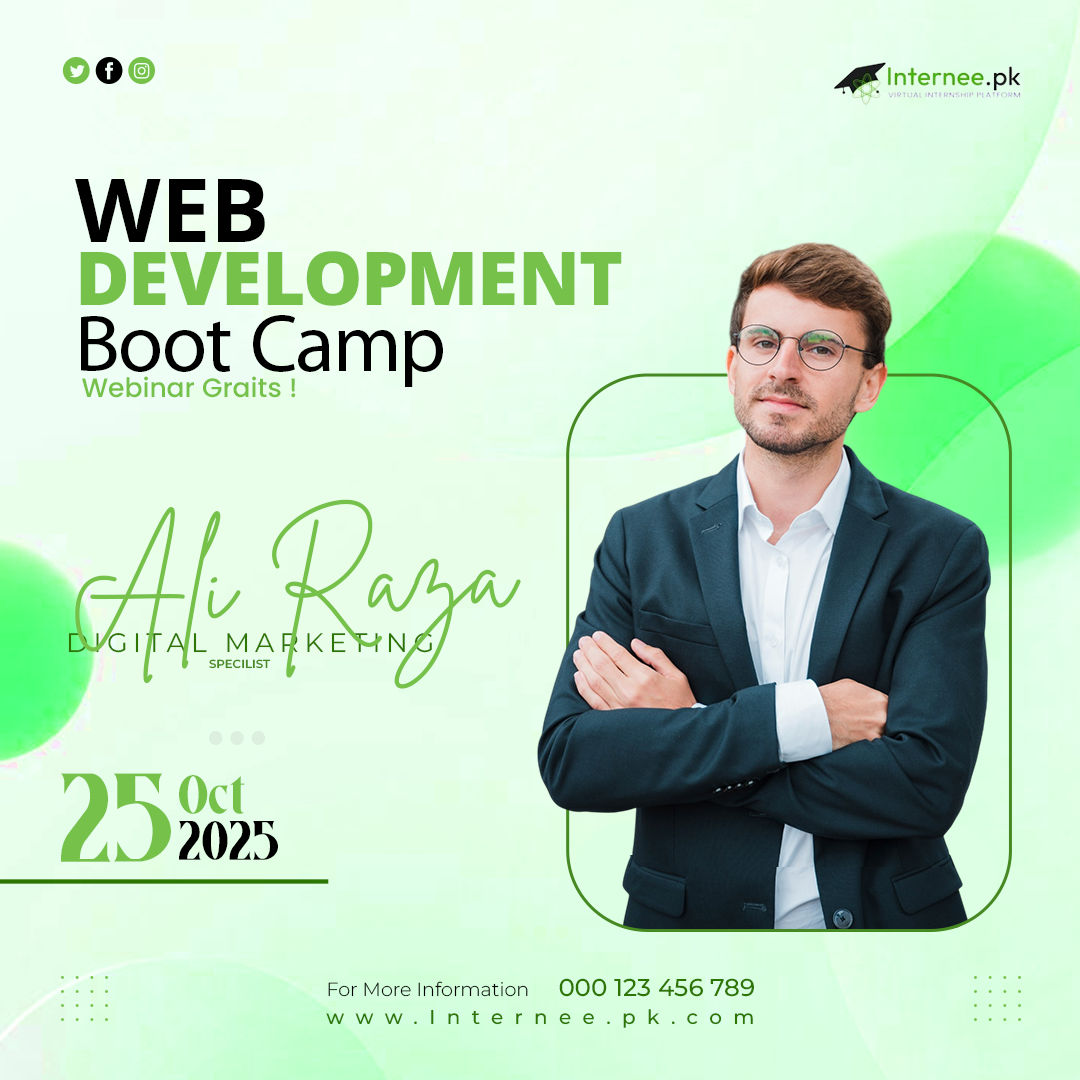 Internee.pk
VIRTUAL INTERNSHIP PLATFORM
WEB
DEVELOPMENT
Boot Camp
Webinar Graits !
Ali Raza
DIGITAL MARKETING
SPECILIST
25 Oct
2025
For More Information 000 123 456 789
www.Internee.pk.com